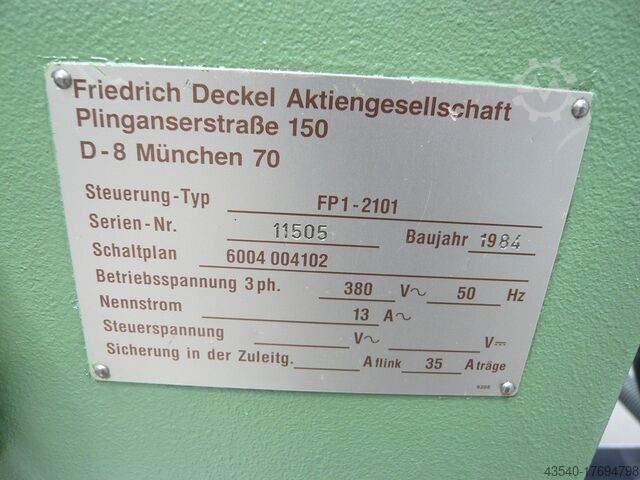 Friedrich Deckel Aktiengesellschaft
Plinganserstraße 150
D-8 München 70
Steuerung-Typ FP1-2101
Serien-Nr. 11505 Baujahr 1984
Schaltplan 6004 004102
Betriebsspannung 3 ph. 380 V~ 50 Hz
Nennstrom 13 A~
Steuerspannung V~ V⎓
Sicherung in der Zuleitg. A flink 35 A träge
43540-17694798